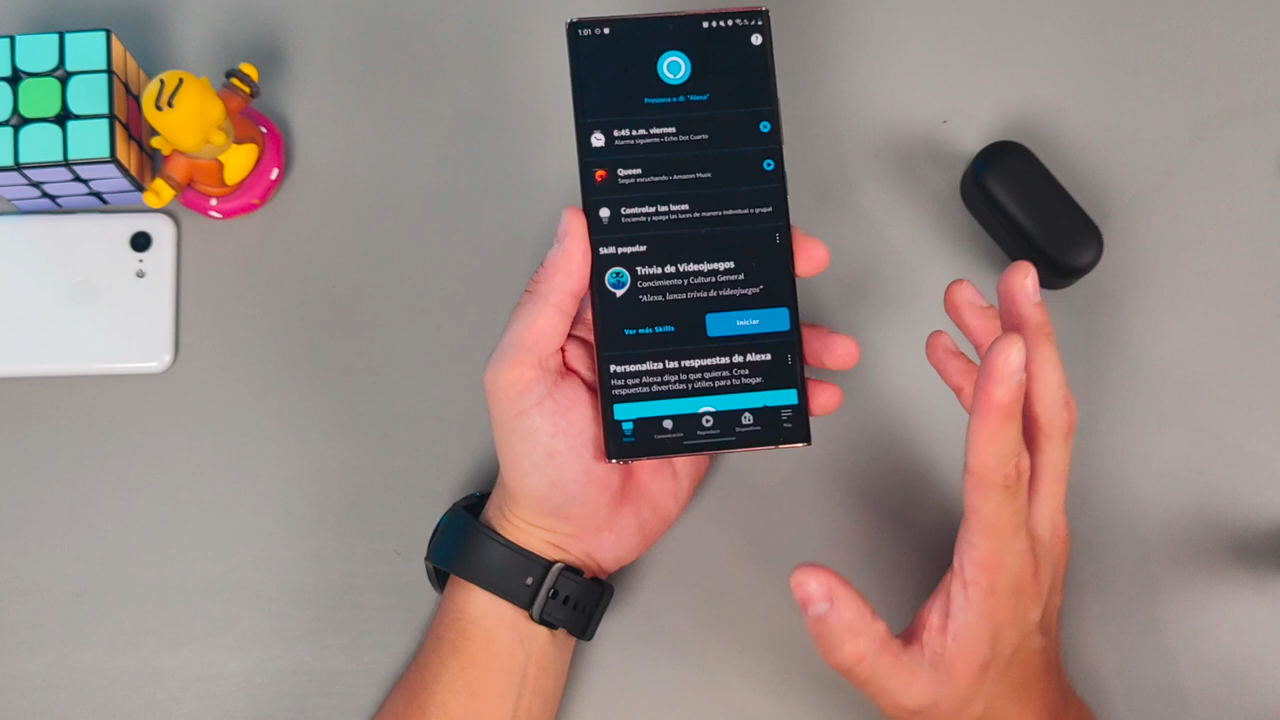 1:01
?
Presiona o di "Alexa"
6:45 a.m. viernes
Alarma siguiente • Echo Dot Cuarto
Queen
Seguir escuchando • Amazon Music
Controlar las luces
Enciende y apaga las luces de manera individual o grupal
Skill popular
Trivia de Videojuegos
Concimiento y Cultura General
"Alexa, lanza trivia de videojuegos"
Ver más Skills
Iniciar
Personaliza las respuestas de Alexa
Haz que Alexa diga lo que quieras. Crea
respuestas divertidas y útiles para tu hogar.
Inicio Comunicación Reproducir Dispositivos Más